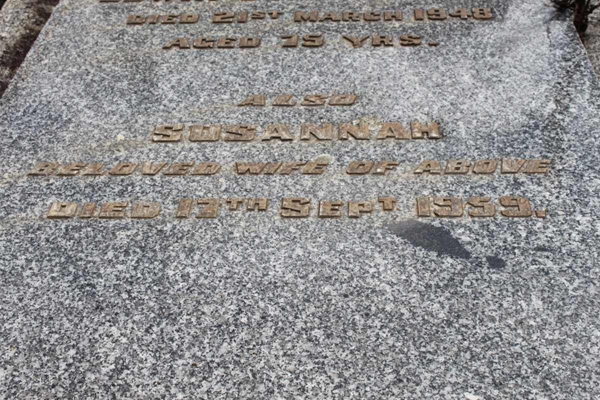 DIED 21ST MARCH 1948
AGED 75 YRS.
ALSO
SUSANNAH
BELOVED WIFE OF ABOVE
DIED 13TH SEPT 1959.